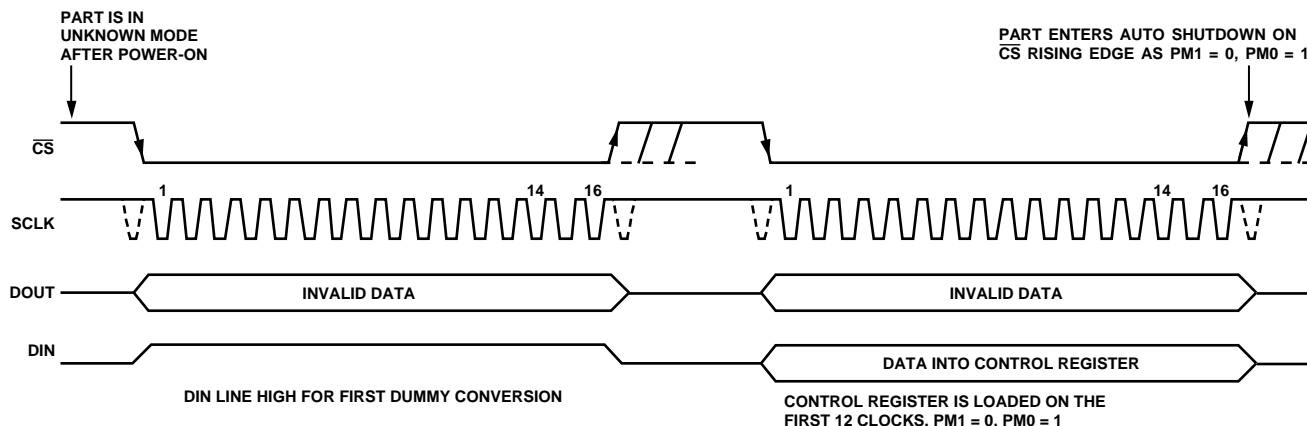 PART IS IN
UNKNOWN MODE
AFTER POWER-ON
PART ENTERS AUTO SHUTDOWN ON
CS RISING EDGE AS PM1 = 0, PM0 = 1
CS
1 14 16 1 14 16
SCLK
DOUT INVALID DATA INVALID DATA
DIN DATA INTO CONTROL REGISTER
DIN LINE HIGH FOR FIRST DUMMY CONVERSION
CONTROL REGISTER IS LOADED ON THE
FIRST 12 CLOCKS, PM1 = 0, PM0 = 1